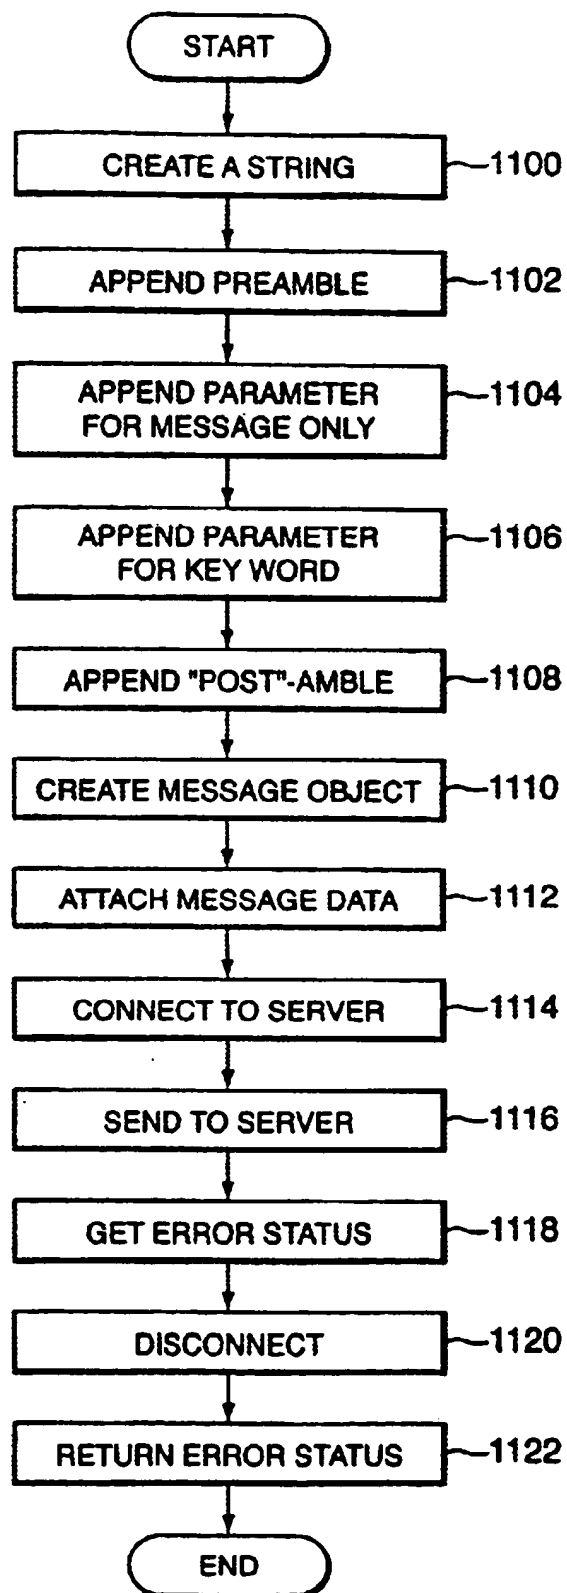 START
CREATE A STRING
1100
APPEND PREAMBLE
1102
APPEND PARAMETER
FOR MESSAGE ONLY
1104
APPEND PARAMETER
FOR KEY WORD
1106
APPEND "POST"-AMBLE
1108
CREATE MESSAGE OBJECT
1110
ATTACH MESSAGE DATA
1112
CONNECT TO SERVER
1114
SEND TO SERVER
1116
GET ERROR STATUS
1118
DISCONNECT
1120
RETURN ERROR STATUS
1122
END